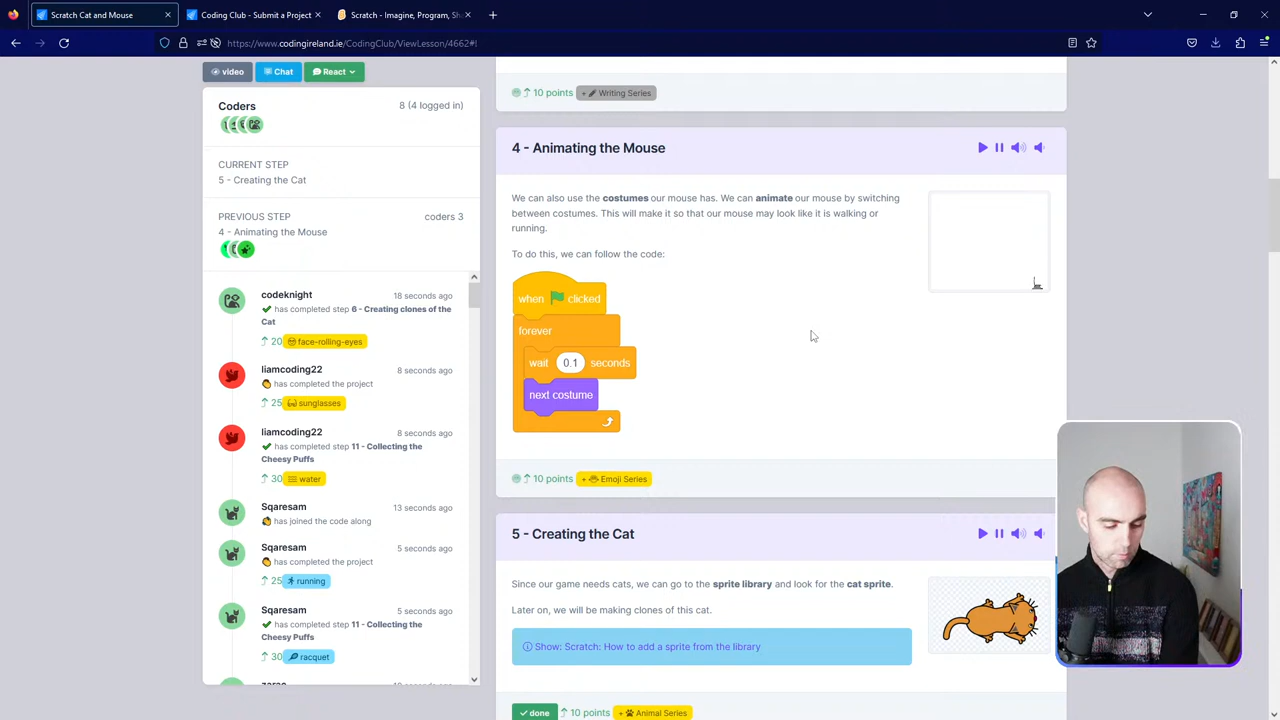 Scratch Cat and Mouse
Coding Club - Submit a Project
Scratch - Imagine, Program, Sh
https://www.codingireland.ie/CodingClub/ViewLesson/4662#!
video
Chat
React
Coders
8 (4 logged in)
CURRENT STEP
5 - Creating the Cat
PREVIOUS STEP
coders 3
4 - Animating the Mouse
codeknight
18 seconds ago
has completed step 6 - Creating clones of the
Cat
20 face-rolling-eyes
liamcoding22
8 seconds ago
has completed the project
25 sunglasses
liamcoding22
8 seconds ago
has completed step 11 - Collecting the
Cheesy Puffs
30 water
Sqaresam
13 seconds ago
has joined the code along
Sqaresam
5 seconds ago
has completed the project
25 running
Sqaresam
5 seconds ago
has completed step 11 - Collecting the
Cheesy Puffs
30 racquet
10 points + Writing Series
4 - Animating the Mouse
We can also use the costumes our mouse has. We can animate our mouse by switching
between costumes. This will make it so that our mouse may look like it is walking or
running.
To do this, we can follow the code:
when clicked
forever
wait 0.1 seconds
next costume
10 points + Emoji Series
5 - Creating the Cat
Since our game needs cats, we can go to the sprite library and look for the cat sprite.
Later on, we will be making clones of this cat.
Show: Scratch: How to add a sprite from the library
done 10 points + Animal Series